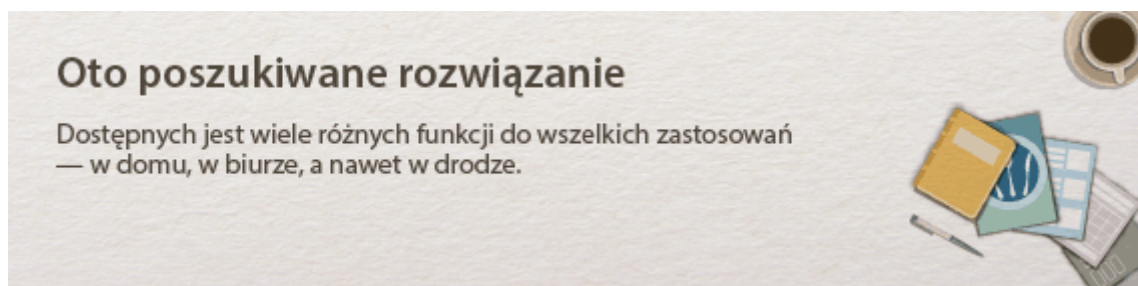 Oto poszukiwane rozwiązanie
Dostępnych jest wiele różnych funkcji do wszelkich zastosowań
— w domu, w biurze, a nawet w drodze.